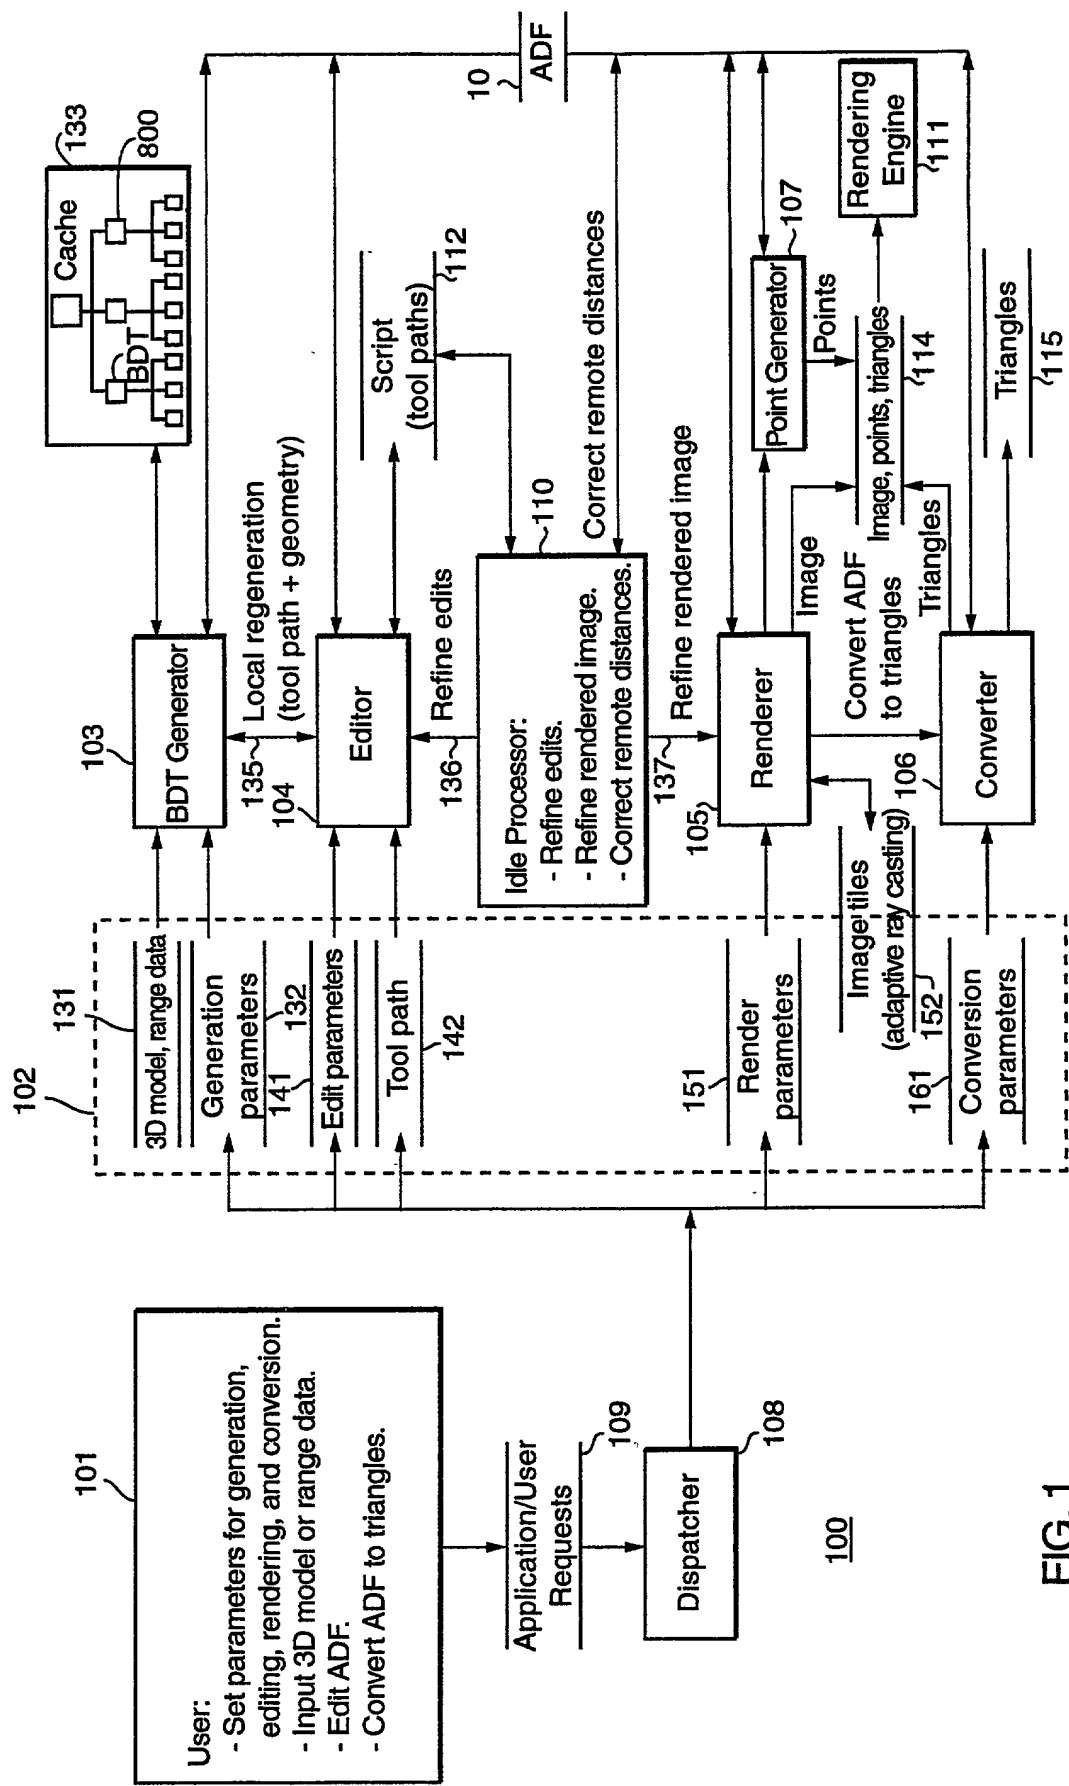 102
131
3D model, range data
Generation
parameters
132
141
Edit parameters
Tool path
142
151
Render
parameters
Image tiles
(adaptive ray casting)
152
161
Conversion
parameters
101
User:
- Set parameters for generation,
editing, rendering, and conversion.
- Input 3D model or range data.
- Edit ADF.
- Convert ADF to triangles.
Application/User
Requests
109
Dispatcher
108
103
BDT Generator
135
Local regeneration
(tool path + geometry)
104
Editor
136
Refine edits
Idle Processor:
- Refine edits.
- Refine rendered image.
- Correct remote distances.
110
137
Refine rendered image
105
Renderer
Convert ADF
to triangles
106
Converter
Cache
133
BDT
800
Script
(tool paths)
112
Correct remote distances
10
ADF
Point Generator
107
Points
Image
Triangles
Image, points, triangles
114
Rendering
Engine
111
Triangles
115
100
FIG. 1